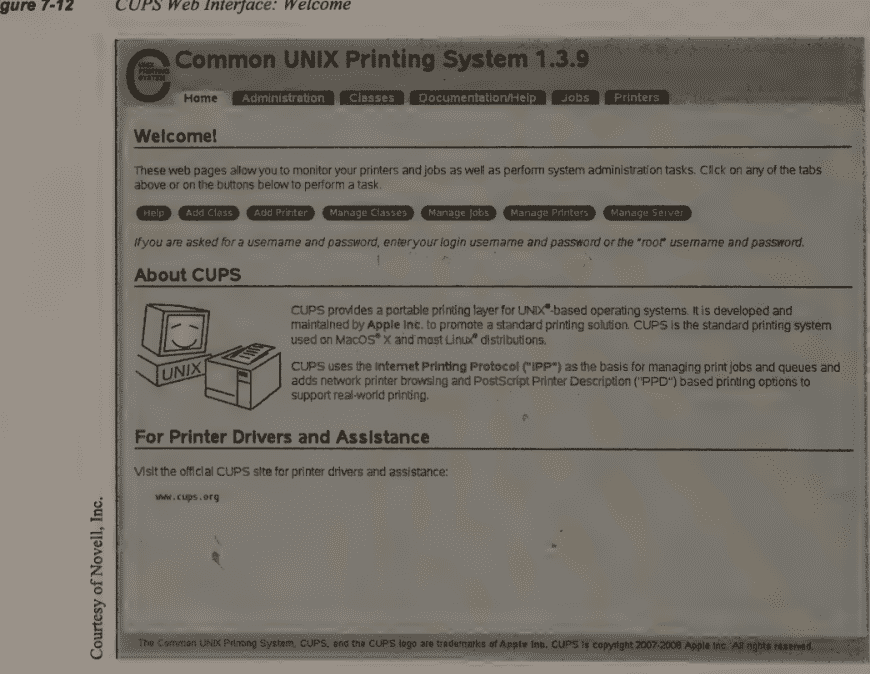 gure 7-12 CUPS Web Interface: Welcome
UNIX
PRINTING
SYSTEM
Common UNIX Printing System 1.3.9
Home Administration Classes Documentation/Help Jobs Printers
Welcome!
These web pages allow you to monitor your printers and jobs as well as perform system administration tasks. Click on any of the tabs
above or on the buttons below to perform a task.
Help Add Class Add Printer Manage Classes Manage Jobs Manage Printers Manage Server
If you are asked for a username and password, enter your login username and password or the "root" username and password.
About CUPS
CUPS provides a portable printing layer for UNIX®-based operating systems. It is developed and
maintained by Apple Inc. to promote a standard printing solution. CUPS is the standard printing system
used on MacOS® X and most Linux® distributions.
UNIX
CUPS uses the Internet Printing Protocol ("IPP") as the basis for managing print jobs and queues and
adds network printer browsing and PostScript Printer Description ("PPD") based printing options to
support real-world printing.
For Printer Drivers and Assistance
Visit the official CUPS site for printer drivers and assistance:
www.cups.org
Courtesy of Novell, Inc.
The Common UNIX Printing System, CUPS, and the CUPS logo are trademarks of Apple Inc. CUPS is copyright 2007-2008 Apple Inc. All rights reserved.